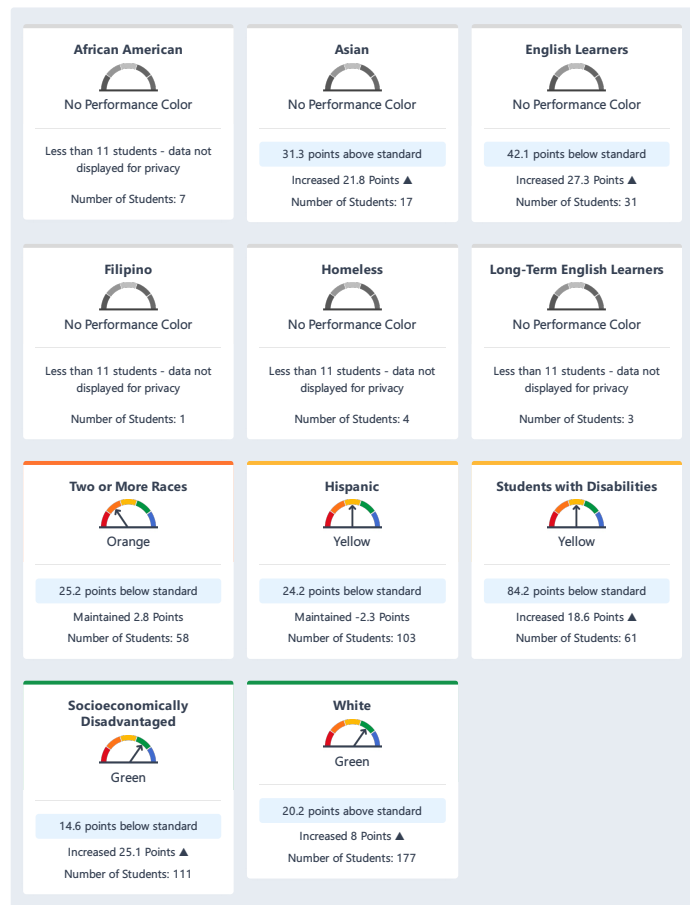 African American
No Performance Color
Less than 11 students - data not
displayed for privacy
Number of Students: 7
Asian
No Performance Color
31.3 points above standard
Increased 21.8 Points ▲
Number of Students: 17
English Learners
No Performance Color
42.1 points below standard
Increased 27.3 Points ▲
Number of Students: 31
Filipino
No Performance Color
Less than 11 students - data not
displayed for privacy
Number of Students: 1
Homeless
No Performance Color
Less than 11 students - data not
displayed for privacy
Number of Students: 4
Long-Term English Learners
No Performance Color
Less than 11 students - data not
displayed for privacy
Number of Students: 3
Two or More Races
Orange
25.2 points below standard
Maintained 2.8 Points
Number of Students: 58
Hispanic
Yellow
24.2 points below standard
Maintained -2.3 Points
Number of Students: 103
Students with Disabilities
Yellow
84.2 points below standard
Increased 18.6 Points ▲
Number of Students: 61
Socioeconomically
Disadvantaged
Green
14.6 points below standard
Increased 25.1 Points ▲
Number of Students: 111
White
Green
20.2 points above standard
Increased 8 Points ▲
Number of Students: 177